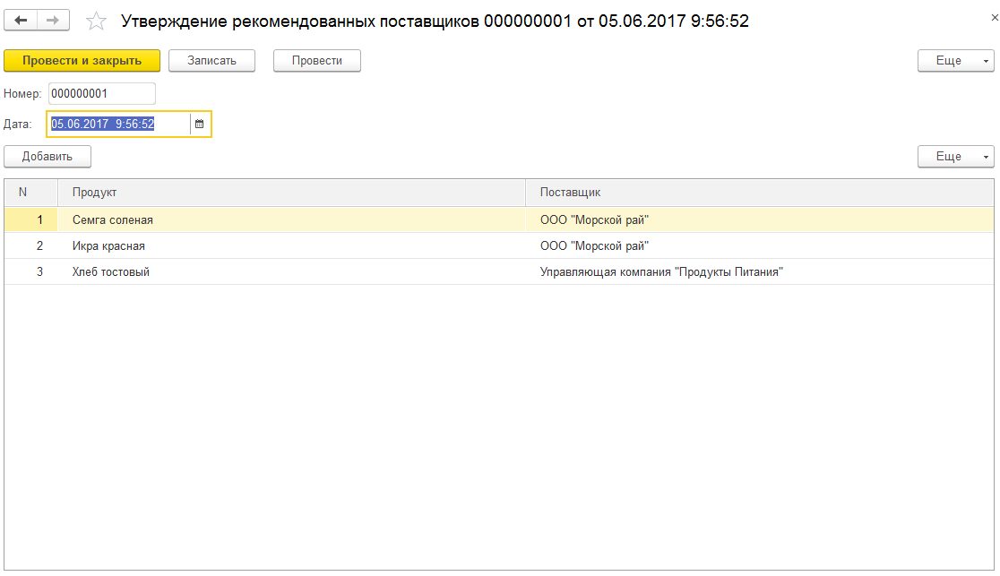 Утверждение рекомендованных поставщиков 000000001 от 05.06.2017 9:56:52
Провести и закрыть Записать Провести Еще
Номер: 000000001
Дата: 05.06.2017 9:56:52
Добавить Еще
N Продукт Поставщик
1 Семга соленая ООО "Морской рай"
2 Икра красная ООО "Морской рай"
3 Хлеб тостовый Управляющая компания "Продукты Питания"